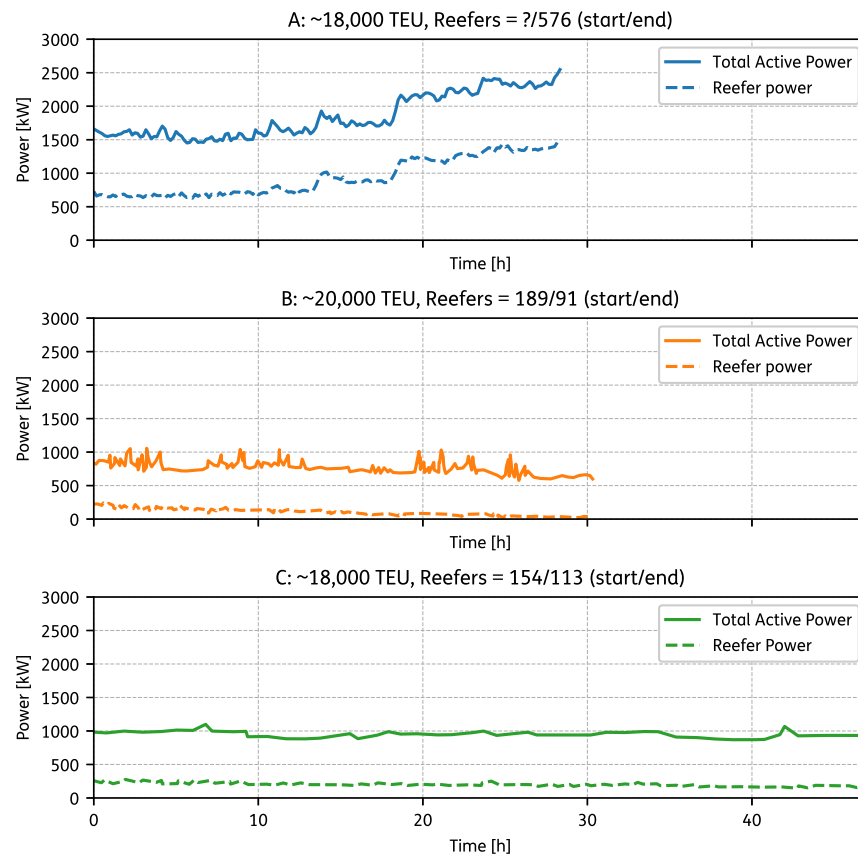 A: ~18,000 TEU, Reefers = ?/576 (start/end)
3000
2500
2000
1500
1000
500
0
Power [kW]
Total Active Power
Reefer power
Time [h]
B: ~20,000 TEU, Reefers = 189/91 (start/end)
3000
2500
2000
1500
1000
500
0
Power [kW]
Total Active Power
Reefer power
Time [h]
C: ~18,000 TEU, Reefers = 154/113 (start/end)
3000
2500
2000
1500
1000
500
0
Power [kW]
Total Active Power
Reefer Power
0 10 20 30 40
Time [h]